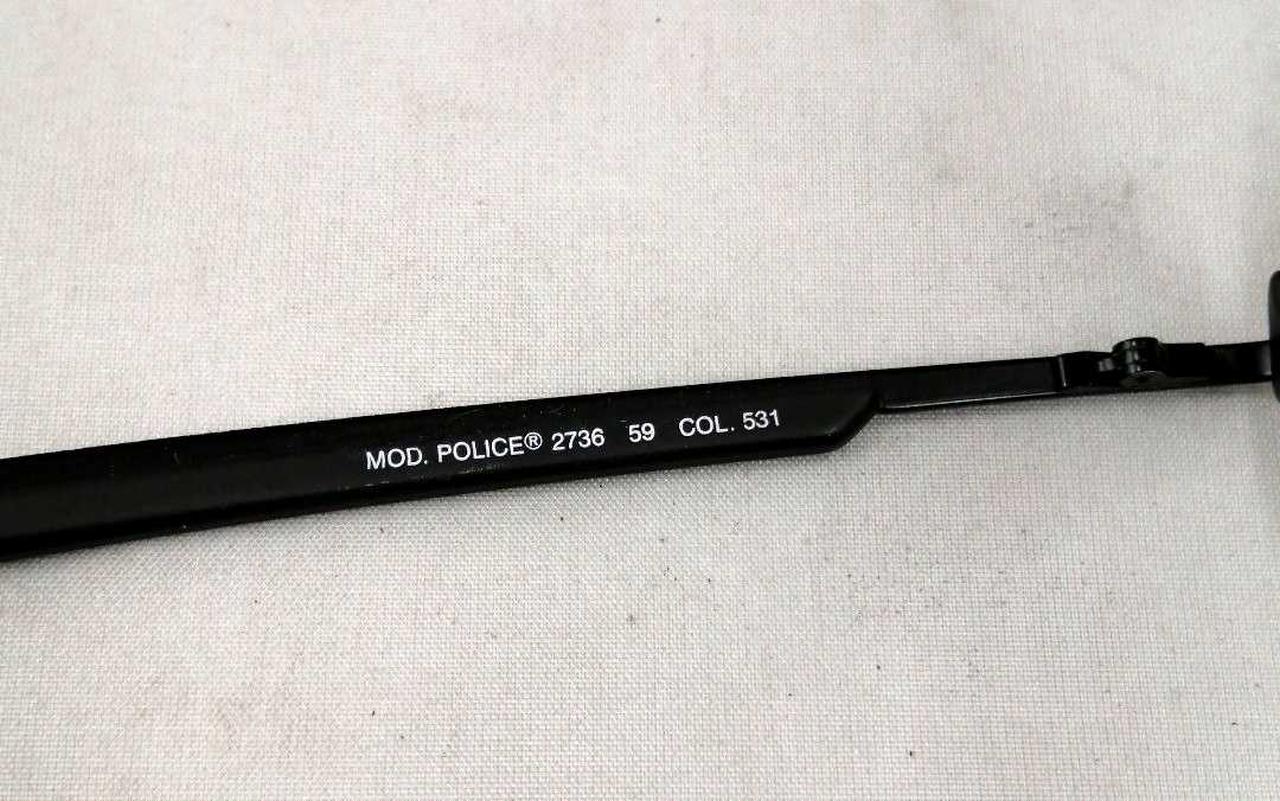 MOD. POLICE® 2736 59 COL. 531